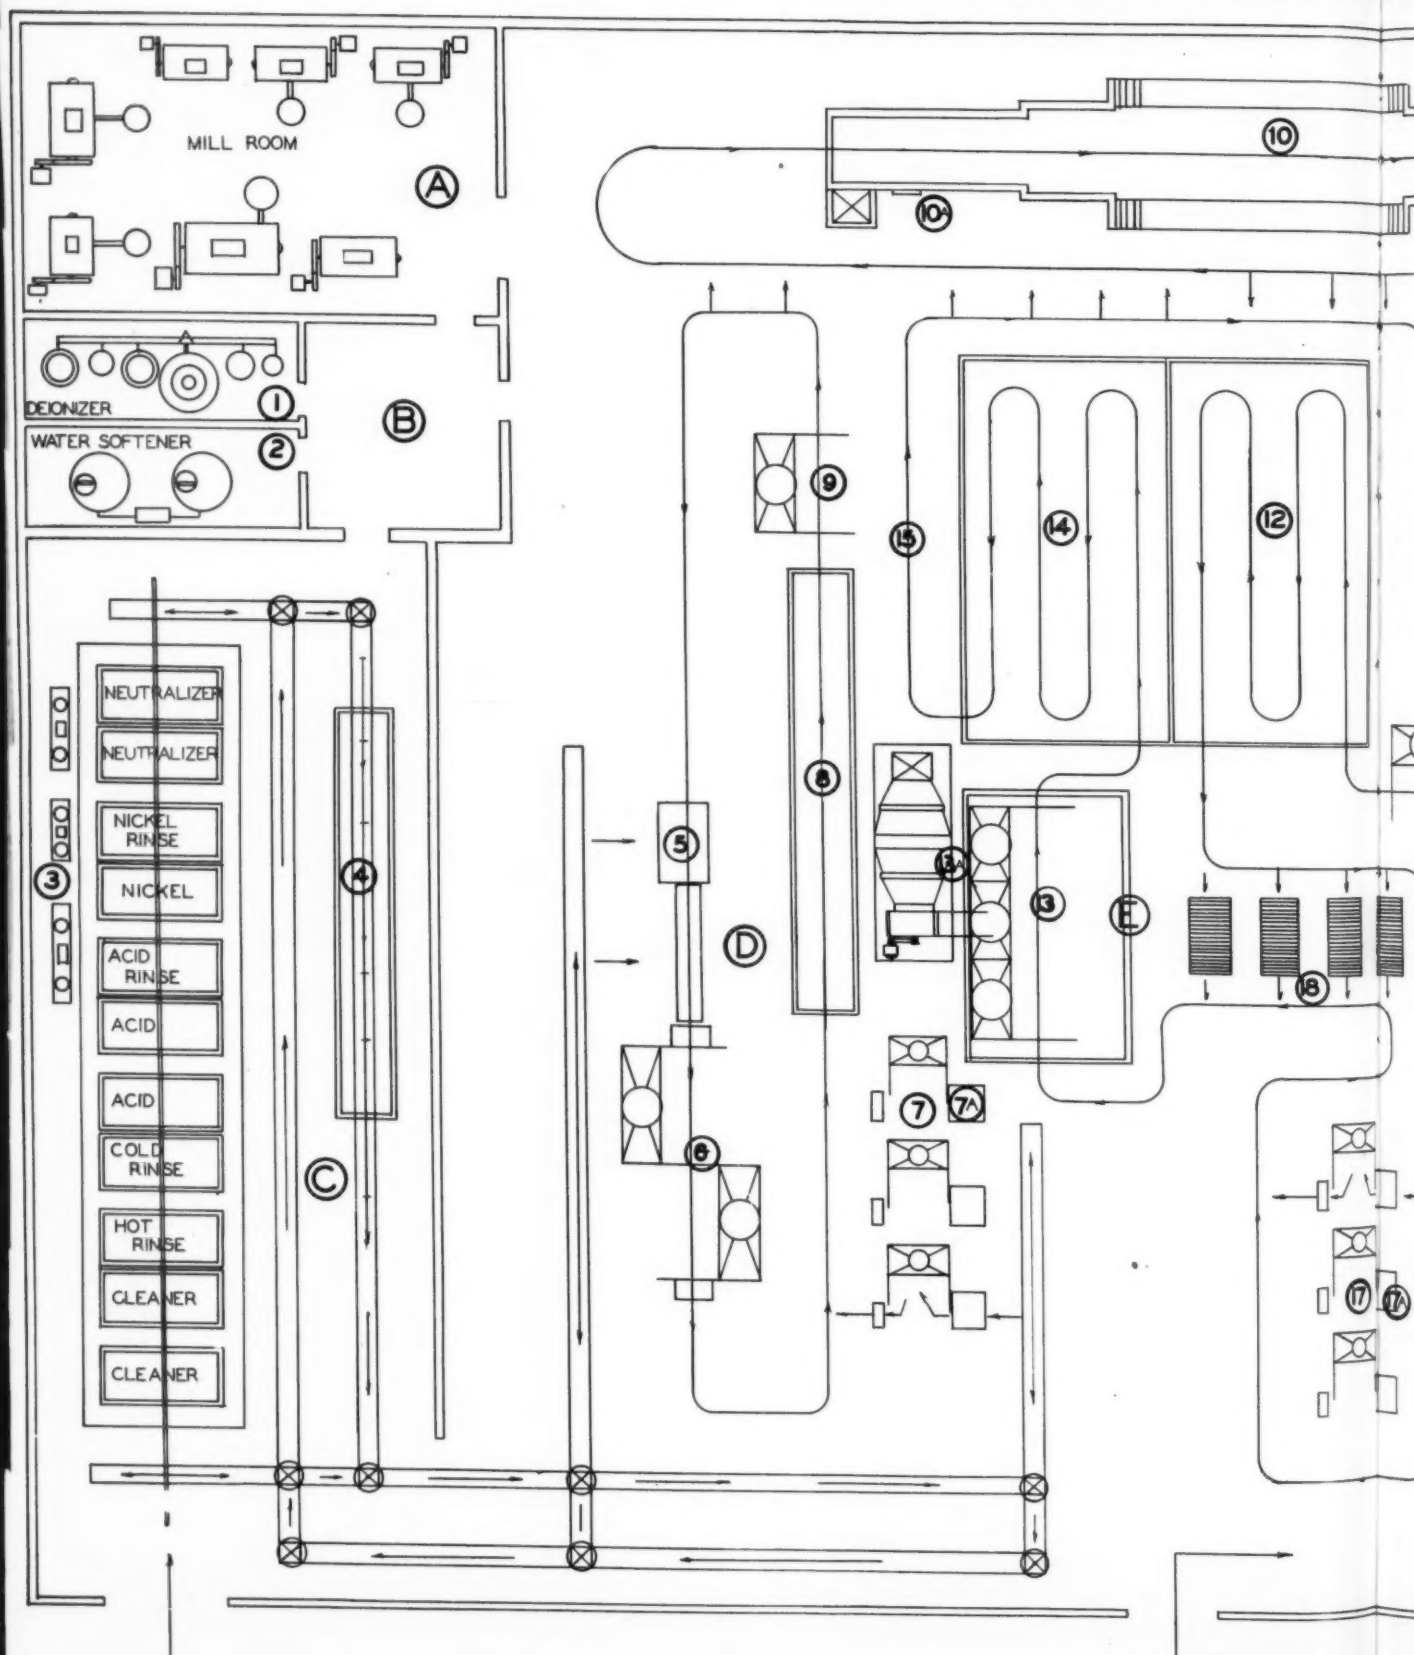 MILL ROOM
A
10
10A
DEIONIZER
1
B
WATER SOFTENER
2
9
15
14
12
NEUTRALIZER
NEUTRALIZER
NICKEL
RINSE
3
NICKEL
4
ACID
RINSE
ACID
ACID
COLD
RINSE
C
HOT
RINSE
CLEANER
CLEANER
5
8
D
6
13A
13
E
18
7
7A
17
17A